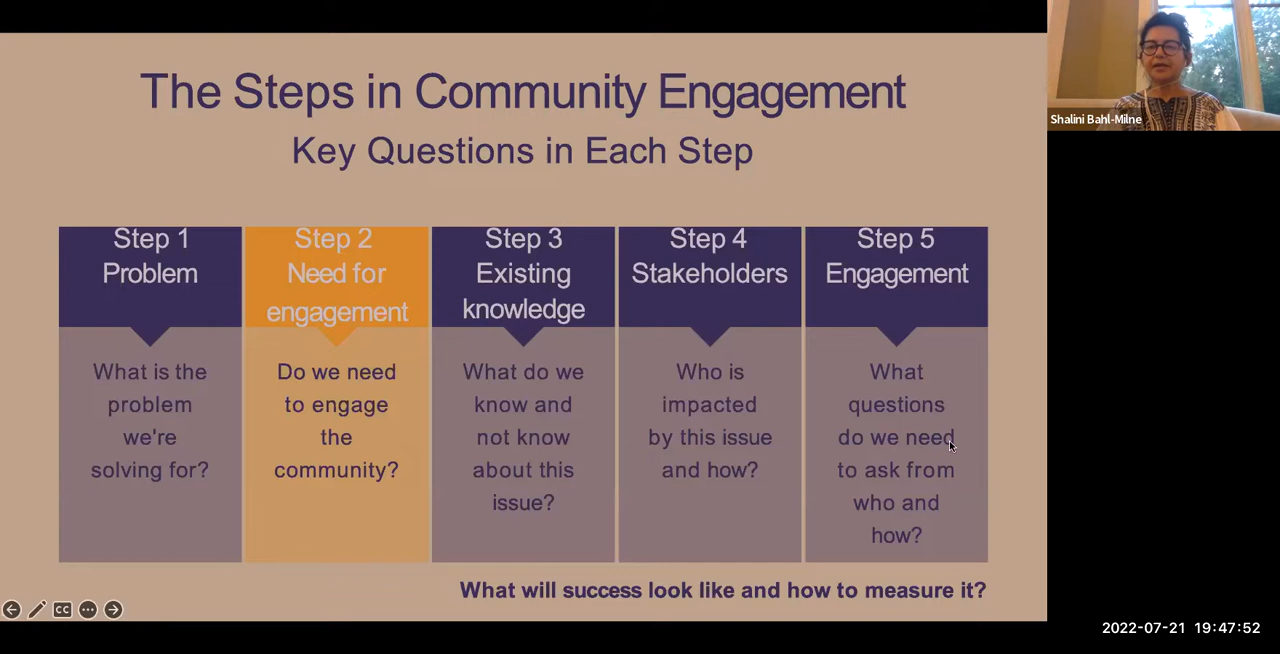 The Steps in Community Engagement
Key Questions in Each Step
Step 1
Problem
What is the
problem
we're
solving for?
Step 2
Need for
engagement
Do we need
to engage
the
community?
Step 3
Existing
knowledge
What do we
know and
not know
about this
issue?
Step 4
Stakeholders
Who is
impacted
by this issue
and how?
Step 5
Engagement
What
questions
do we need
to ask from
who and
how?
What will success look like and how to measure it?
CC
Shalini Bahl-Milne
2022-07-21 19:47:52